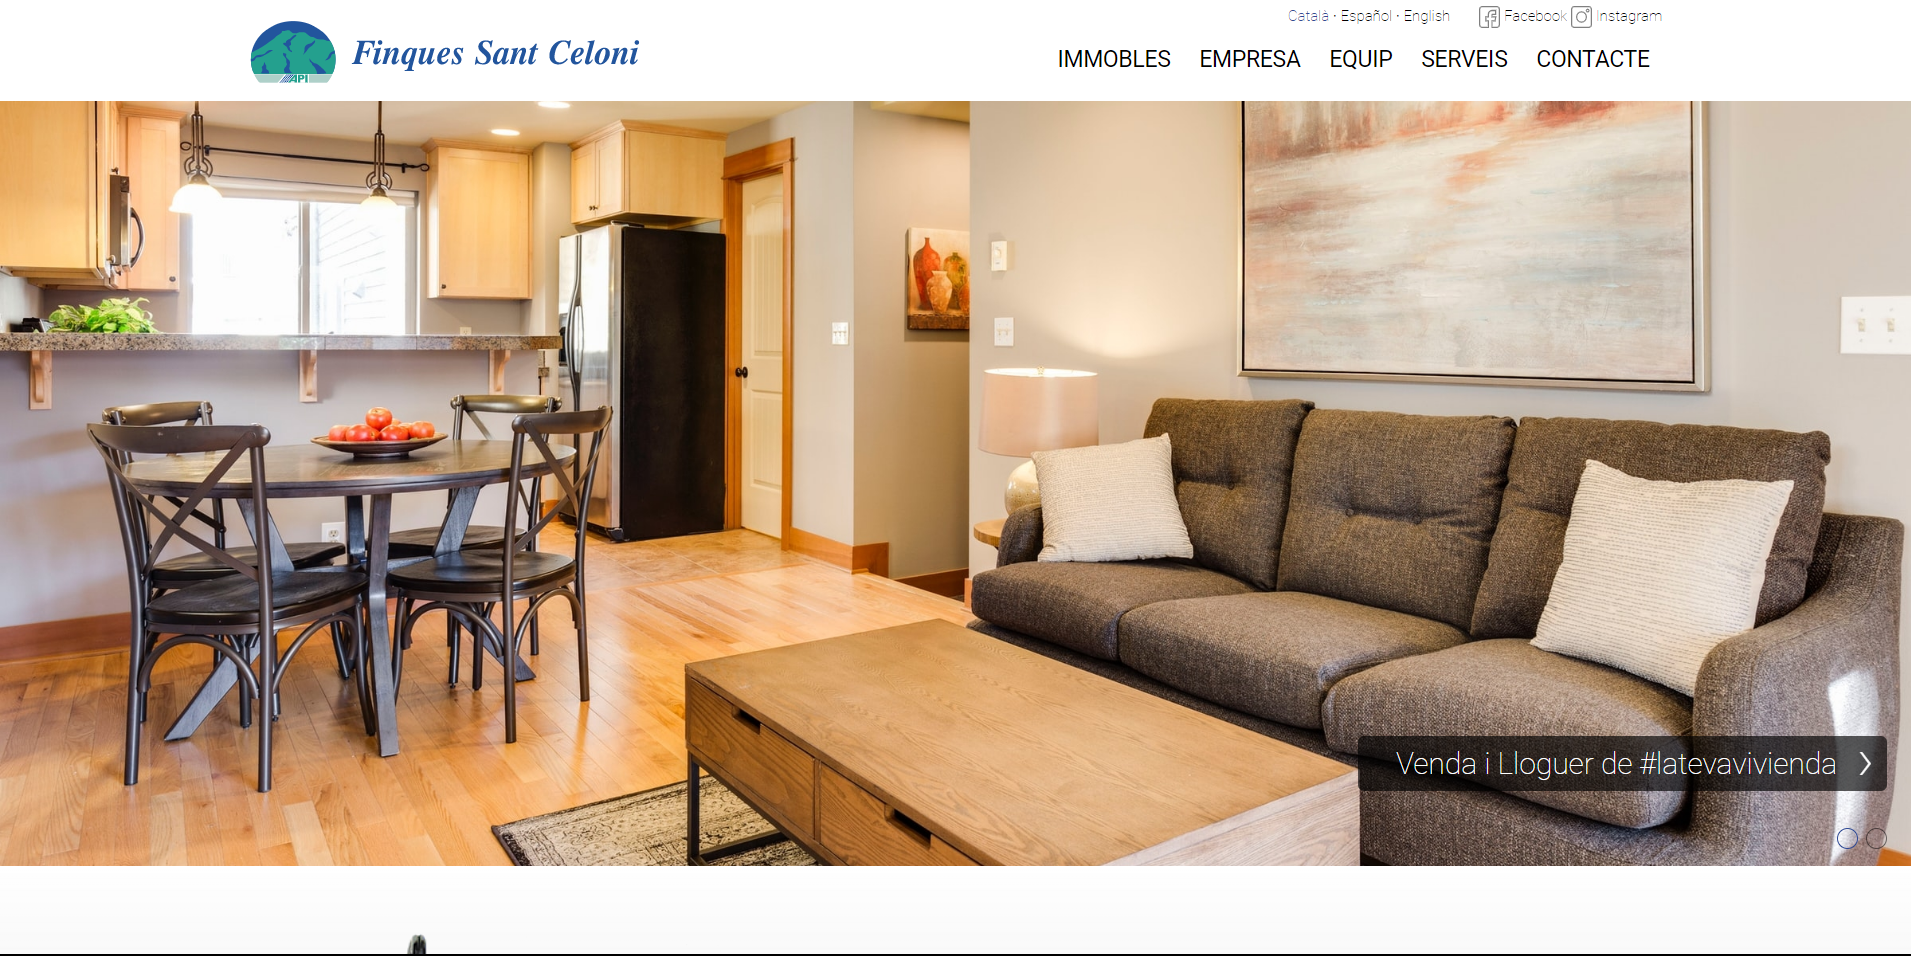 Català · Español · English Facebook Instagram
API
Finques Sant Celoni
IMMOBLES EMPRESA EQUIP SERVEIS CONTACTE
Venda i Lloguer de #latevavivienda